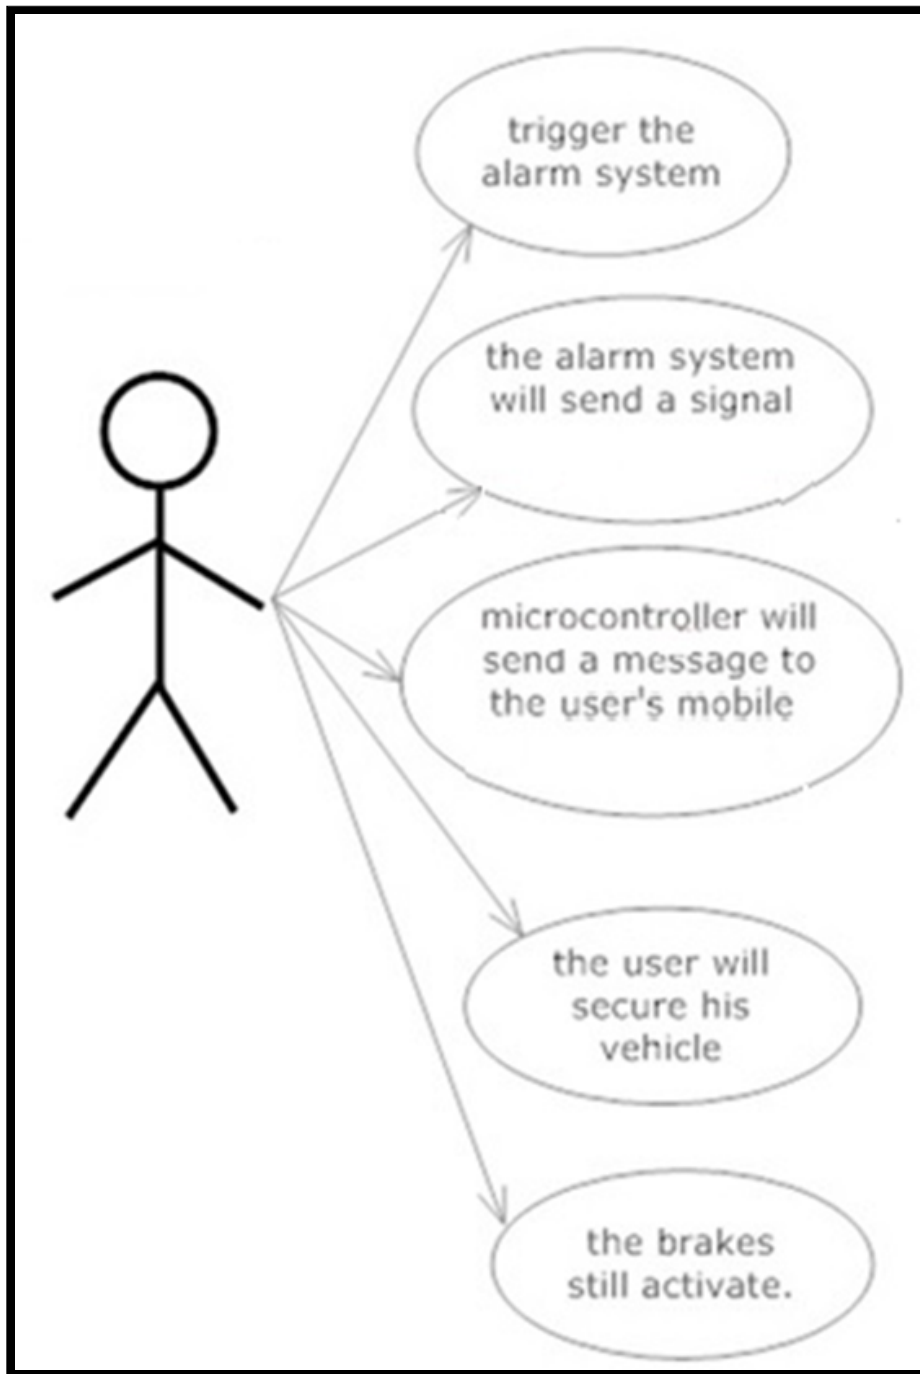 trigger the
alarm system
the alarm system
will send a signal
microcontroller will
send a message to
the user's mobile
the user will
secure his
vehicle
the brakes
still activate.